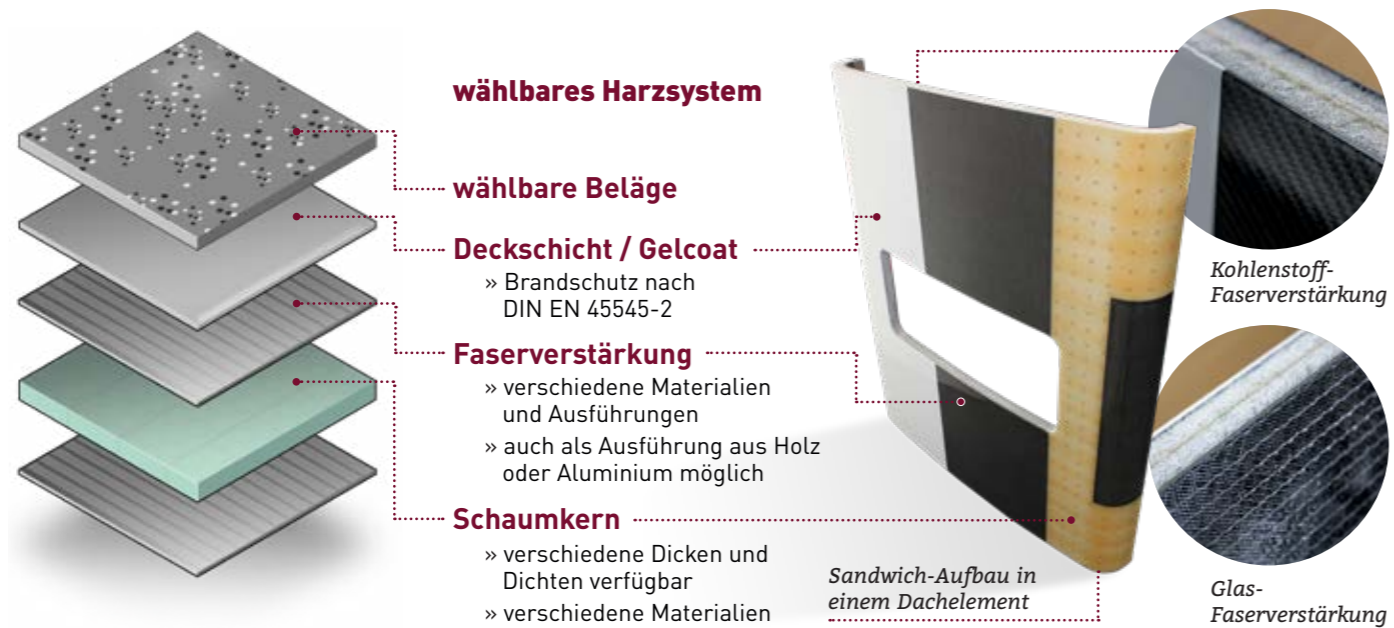 wählbares Harzsystem
wählbare Beläge
Deckschicht / Gelcoat
» Brandschutz nach
DIN EN 45545-2
Faserverstärkung
» verschiedene Materialien
und Ausführungen
» auch als Ausführung aus Holz
oder Aluminium möglich
Schaumkern
» verschiedene Dicken und
Dichten verfügbar
» verschiedene Materialien
Sandwich-Aufbau in
einem Dachelement
Kohlenstoff-
Faserverstärkung
Glas-
Faserverstärkung